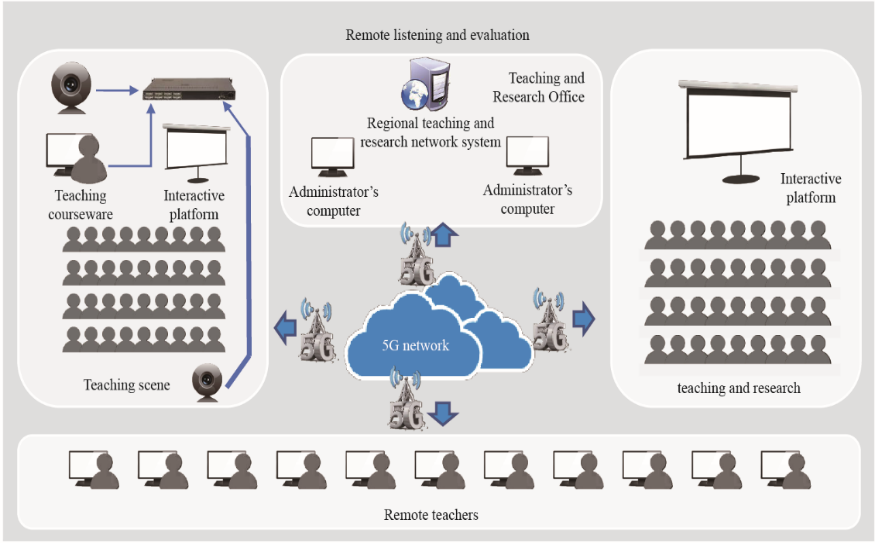 Remote listening and evaluation
Teaching
courseware
Interactive
platform
Teaching scene
Teaching and
Research Office
Regional teaching and
research network system
Administrator's
computer
Administrator's
computer
Interactive
platform
teaching and research
5G
5G
5G
5G network
5G
Remote teachers